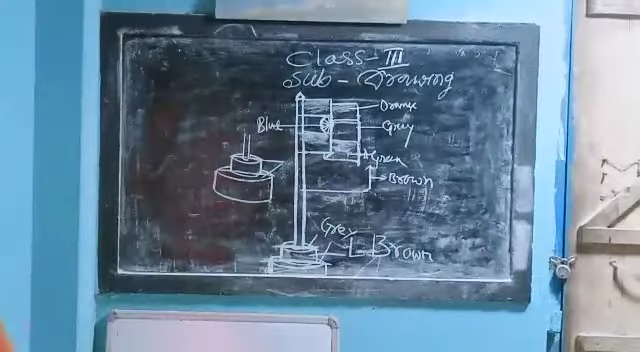 Class-III
Sub - Drawing
Orange
Blue
Grey
Green
Brown
Grey
Brown